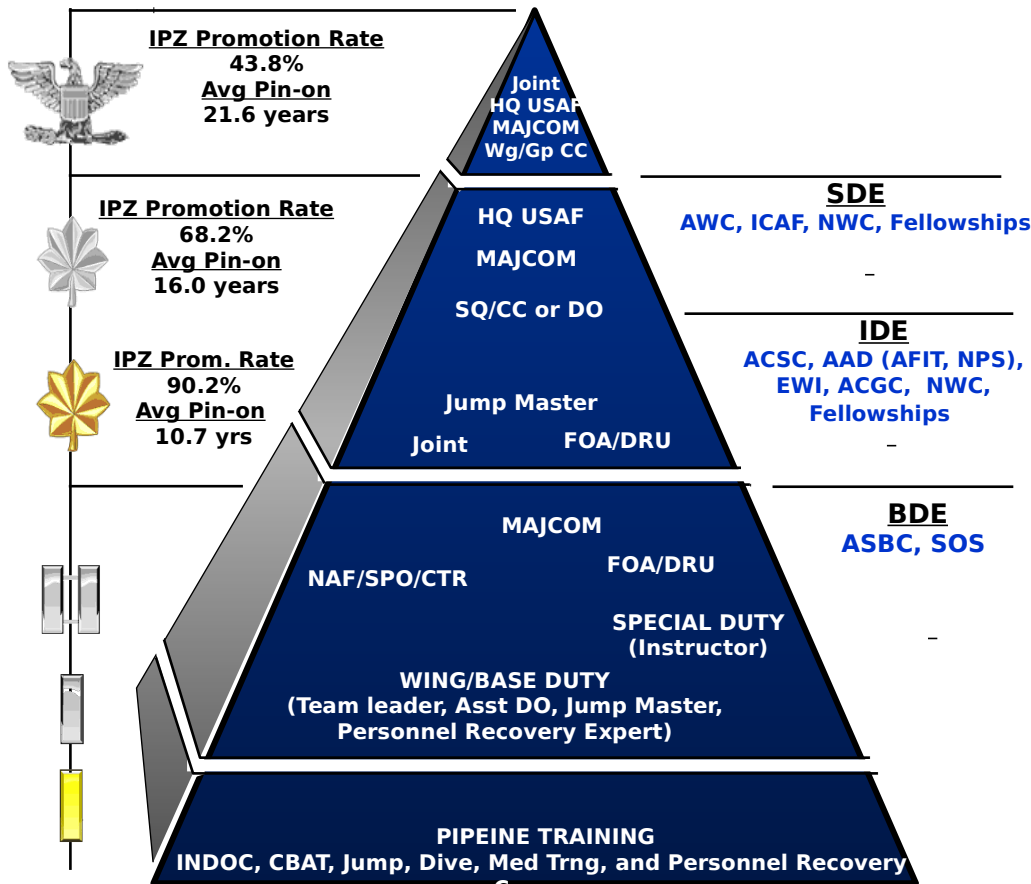 IPZ Promotion Rate
43.8%
Avg Pin-on
21.6 years
Joint
HQ USAF
MAJCOM
Wg/Gp CC
IPZ Promotion Rate
68.2%
Avg Pin-on
16.0 years
IPZ Prom. Rate
90.2%
Avg Pin-on
10.7 yrs
HQ USAF
MAJCOM
SQ/CC or DO
Jump Master
Joint
FOA/DRU
SDE
AWC, ICAF, NWC, Fellowships
–
IDE
ACSC, AAD (AFIT, NPS),
EWI, ACGC, NWC,
Fellowships
–
MAJCOM
FOA/DRU
NAF/SPO/CTR
SPECIAL DUTY
(Instructor)
WING/BASE DUTY
(Team leader, Asst DO, Jump Master,
Personnel Recovery Expert)
BDE
ASBC, SOS
–
PIPEINE TRAINING
INDOC, CBAT, Jump, Dive, Med Trng, and Personnel Recovery